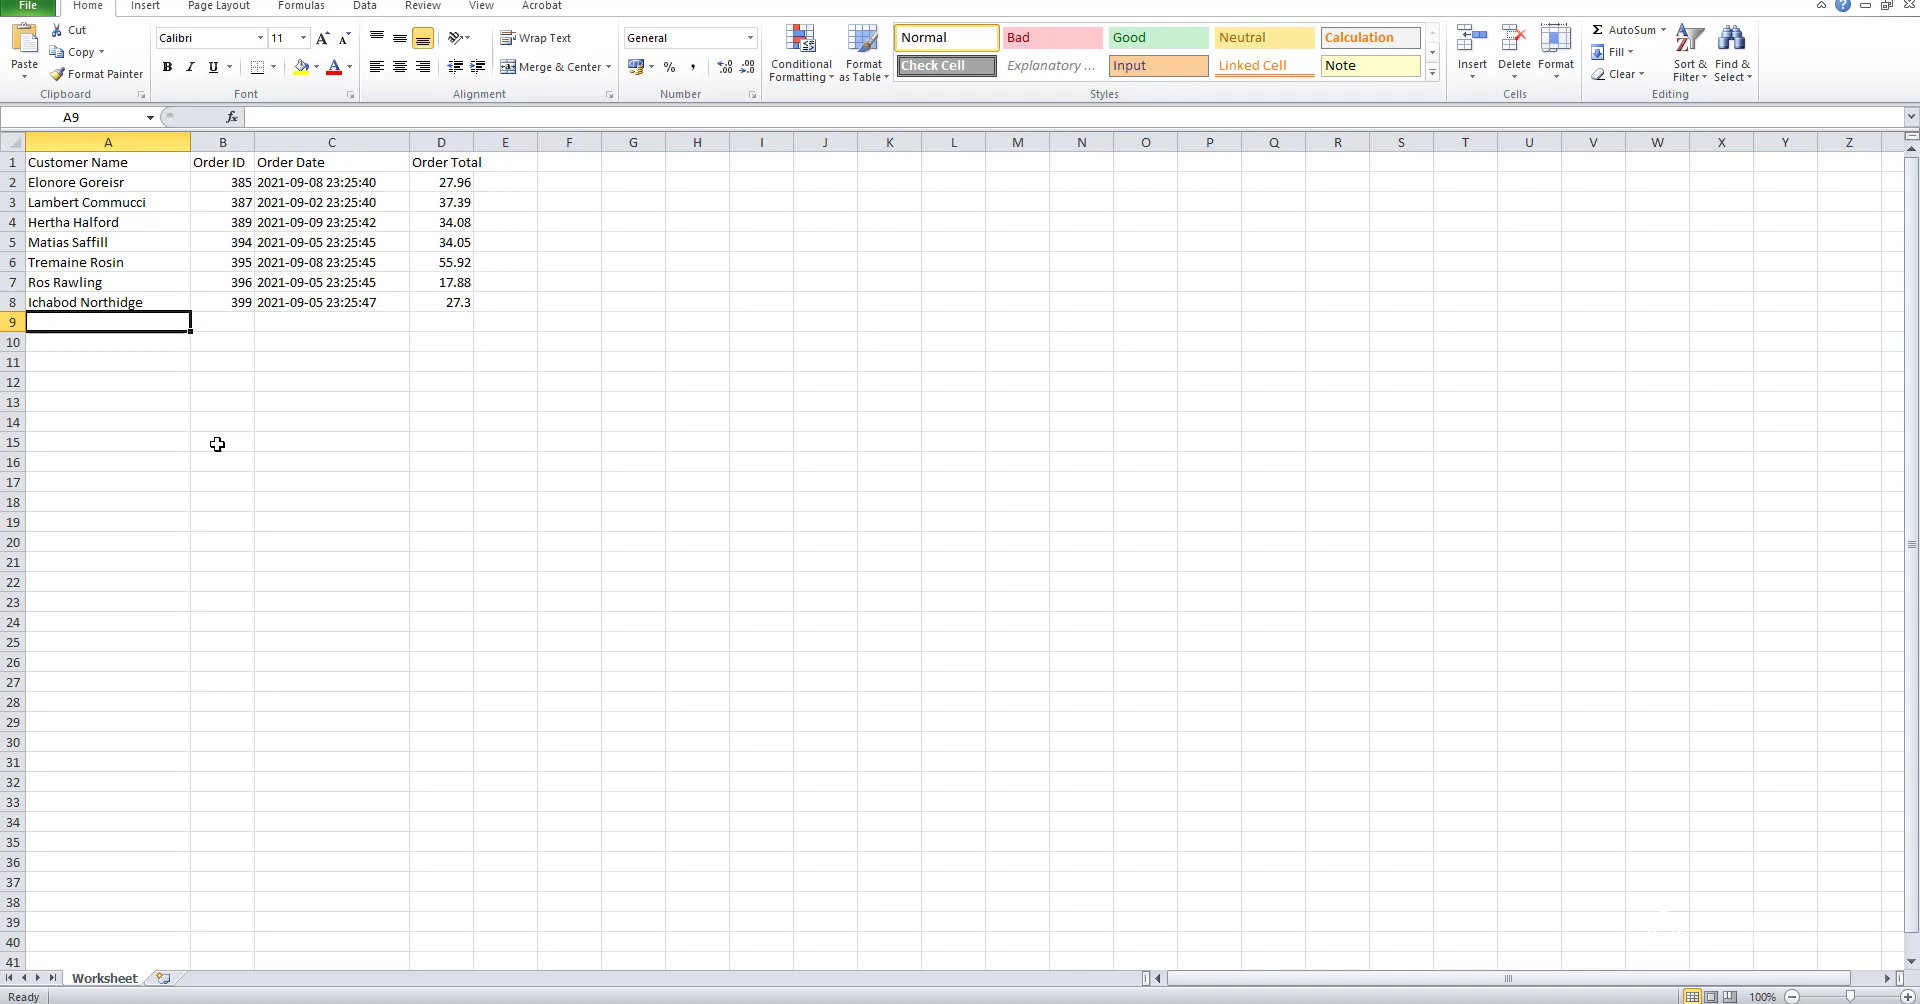 File Home Insert Page Layout Formulas Data Review View Acrobat
Paste
Cut
Copy
Format Painter
Clipboard
Calibri 11
B I U
Font
Wrap Text
Merge & Center
Alignment
General
% ,
Number
Conditional Formatting
Format as Table
Normal Bad Good Neutral Calculation
Check Cell Explanatory ... Input Linked Cell Note
Styles
Insert Delete Format
Cells
Σ AutoSum
Fill
Clear
Sort & Filter
Find & Select
Editing
A9 fx
A B C D E F G H I J K L M N O P Q R S T U V W X Y Z
1 Customer Name Order ID Order Date Order Total
2 Elonore Goreisr 385 2021-09-08 23:25:40 27.96
3 Lambert Commucci 387 2021-09-02 23:25:40 37.39
4 Hertha Halford 389 2021-09-09 23:25:42 34.08
5 Matias Saffill 394 2021-09-05 23:25:45 34.05
6 Tremaine Rosin 395 2021-09-08 23:25:45 55.92
7 Ros Rawling 396 2021-09-05 23:25:45 17.88
8 Ichabod Northidge 399 2021-09-05 23:25:47 27.3
9
10
11
12
13
14
15
16
17
18
19
20
21
22
23
24
25
26
27
28
29
30
31
32
33
34
35
36
37
38
39
40
41
Worksheet
Ready 100%